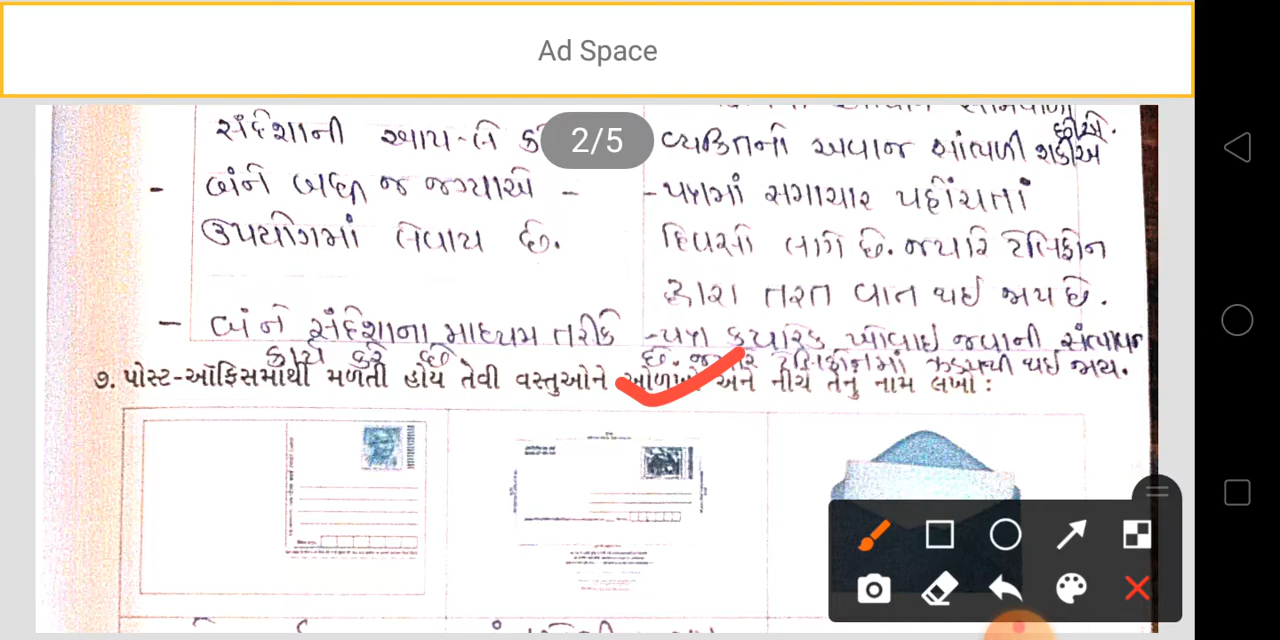 Ad Space
2/5
સંદેશાની આપ-લે
- બંને બધી જ જગ્યાએ -
ઉપયોગમાં લેવાય છે.
- બંને સંદેશાના માધ્યમ તરીકે
કાર્ય કરે છે
વ્યક્તિનો અવાજ સાંભળી શકીએ
છીએ.
- પત્રમાં સમાચાર પહોંચતાં
દિવસો લાગે છે. જ્યારે ટેલિફોન
દ્વારા તરત વાત થઈ જાય છે.
- પત્ર ક્યારેક ખોવાઈ જવાની સંભાવના
છે. જ્યારે ટેલિફોનમાં ઝડપથી થઈ જાય.
૭. પોસ્ટ-ઑફિસમાંથી મળતી હોય તેવી વસ્તુઓને ઓળખો અને નીચે તેનું નામ લખો :